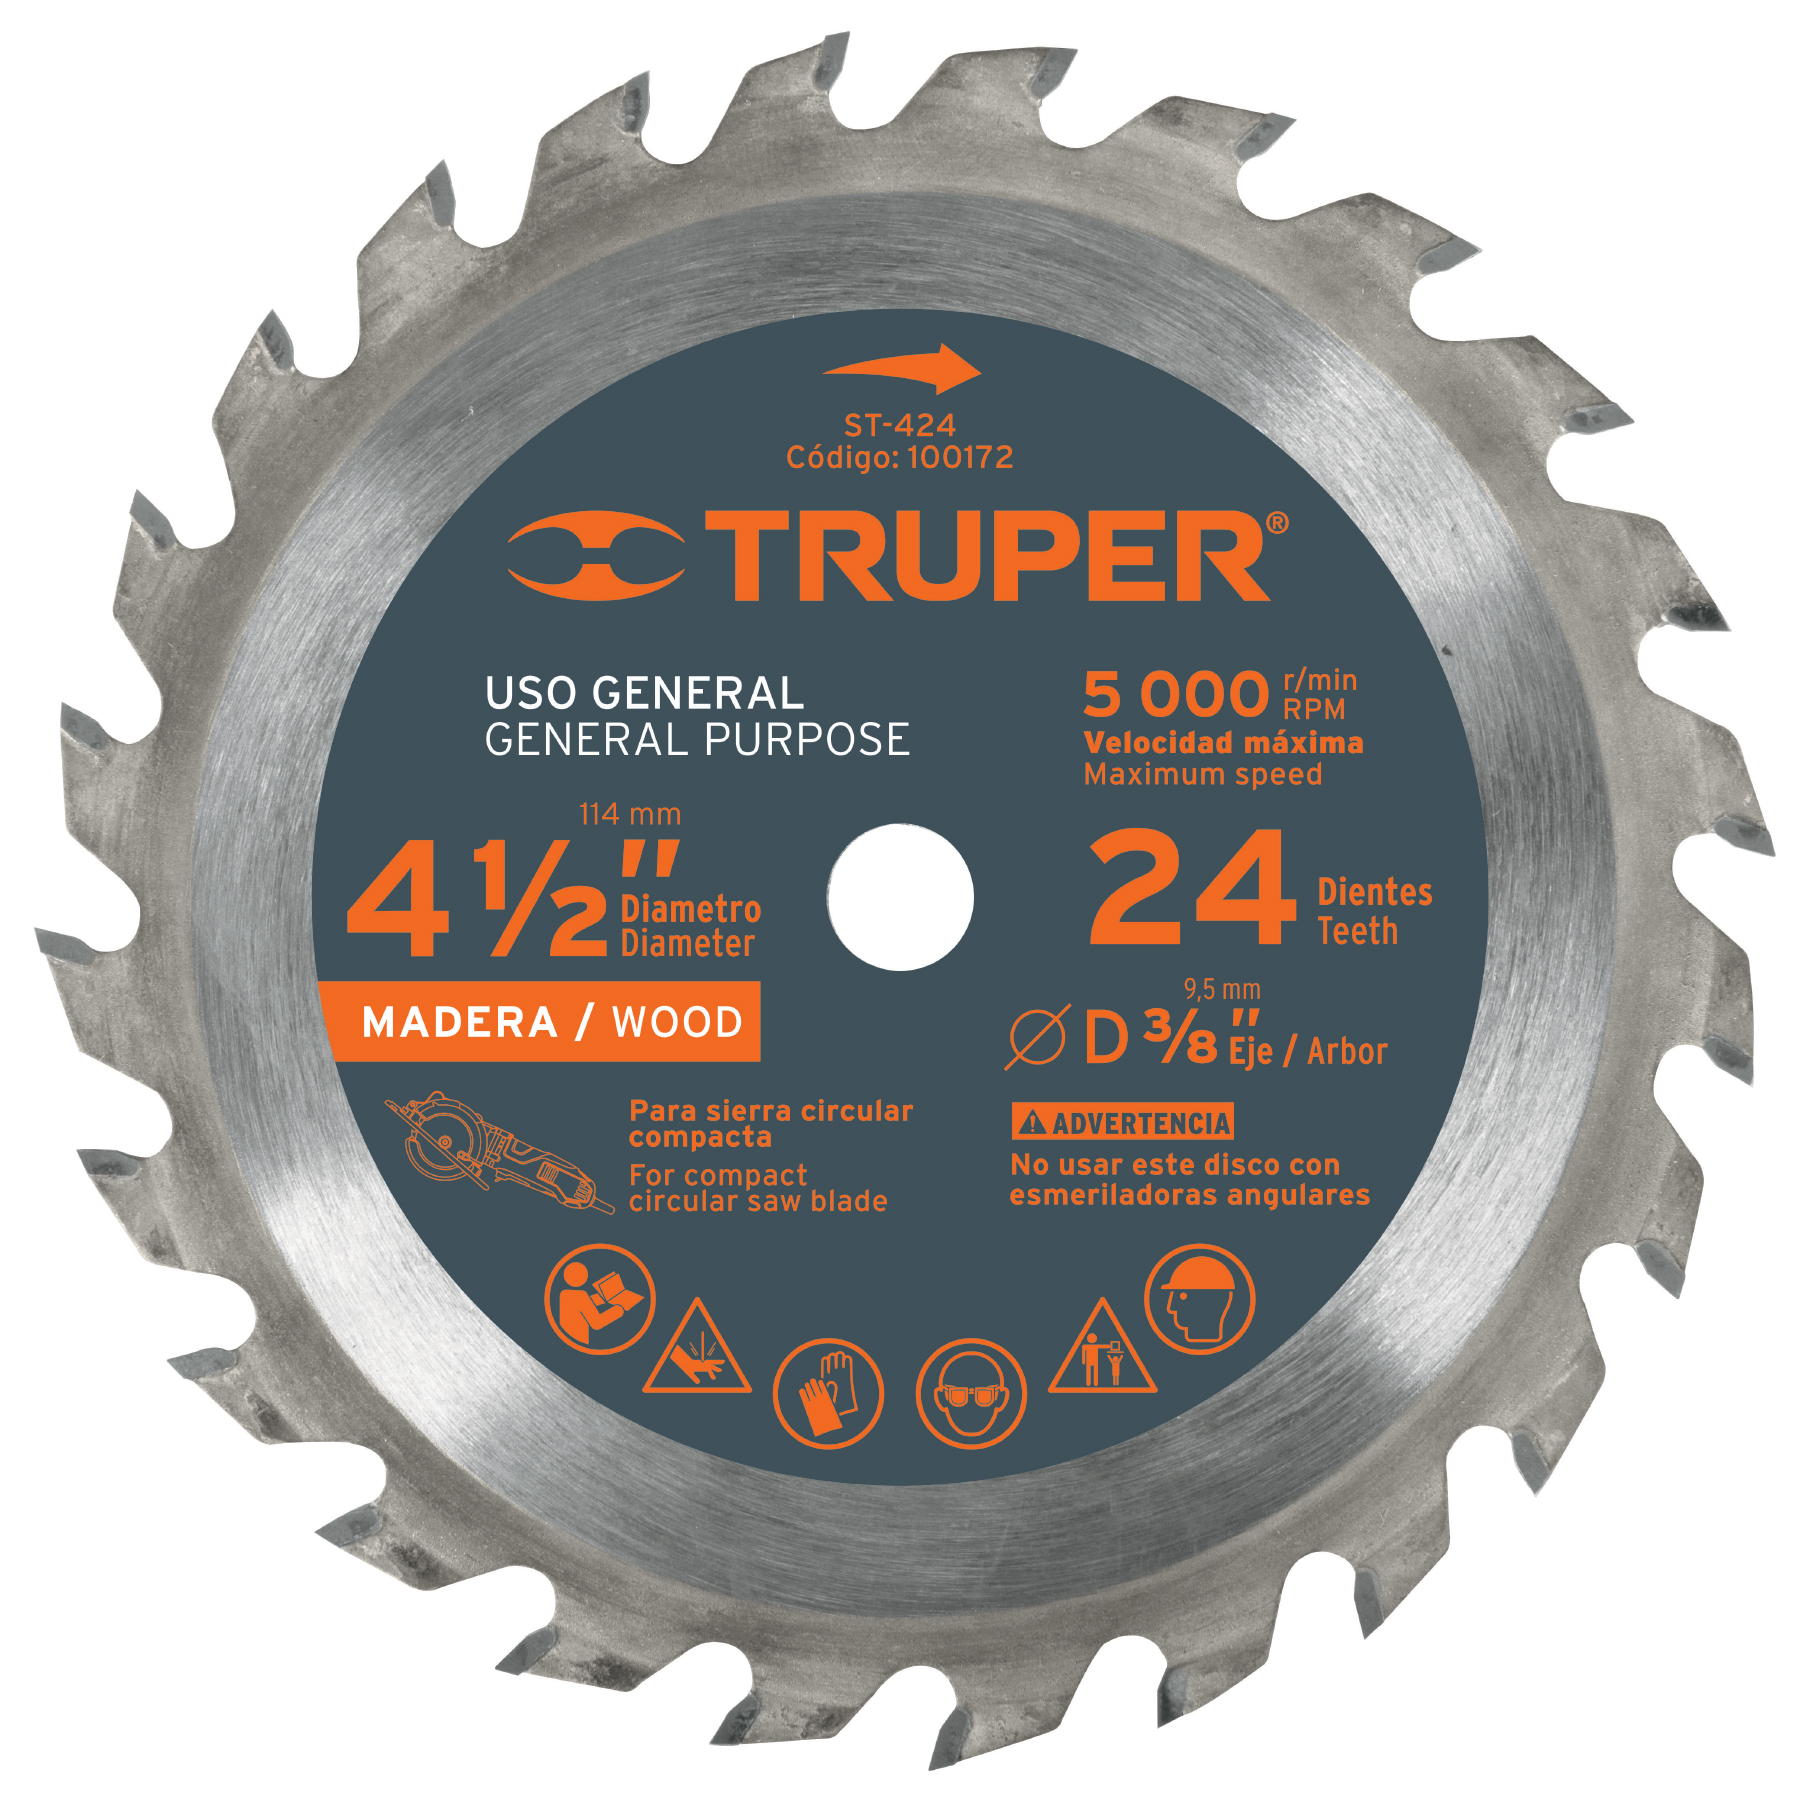 ST-424
Código: 100172
TRUPER®
USO GENERAL
GENERAL PURPOSE
5 000 r/min
RPM
Velocidad máxima
Maximum speed
114 mm
4 1/2"
Diametro
Diameter
24 Dientes
Teeth
MADERA / WOOD
9,5 mm
D 3/8" Eje / Arbor
Para sierra circular
compacta
For compact
circular saw blade
ADVERTENCIA
No usar este disco con
esmeriladoras angulares